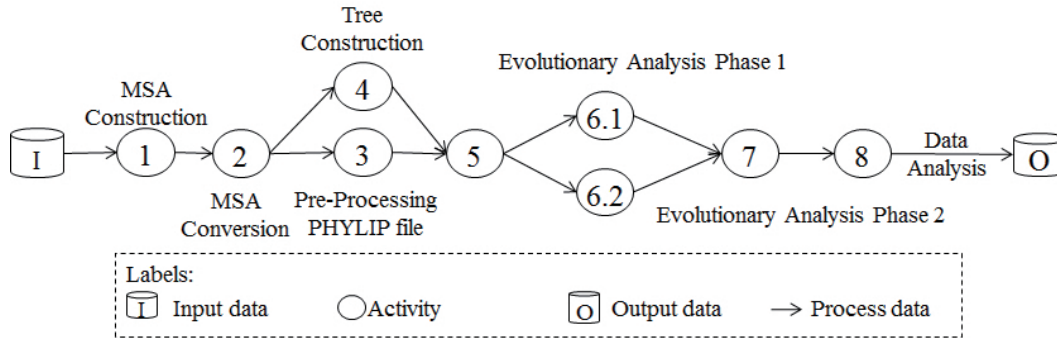 Tree
Construction
Evolutionary Analysis Phase 1
MSA
Construction
4
6.1
I
1
2
3
5
7
8
Data
Analysis
O
6.2
MSA
Conversion
Pre-Processing
PHYLIP file
Evolutionary Analysis Phase 2
Labels:
I Input data
Activity
O Output data
Process data